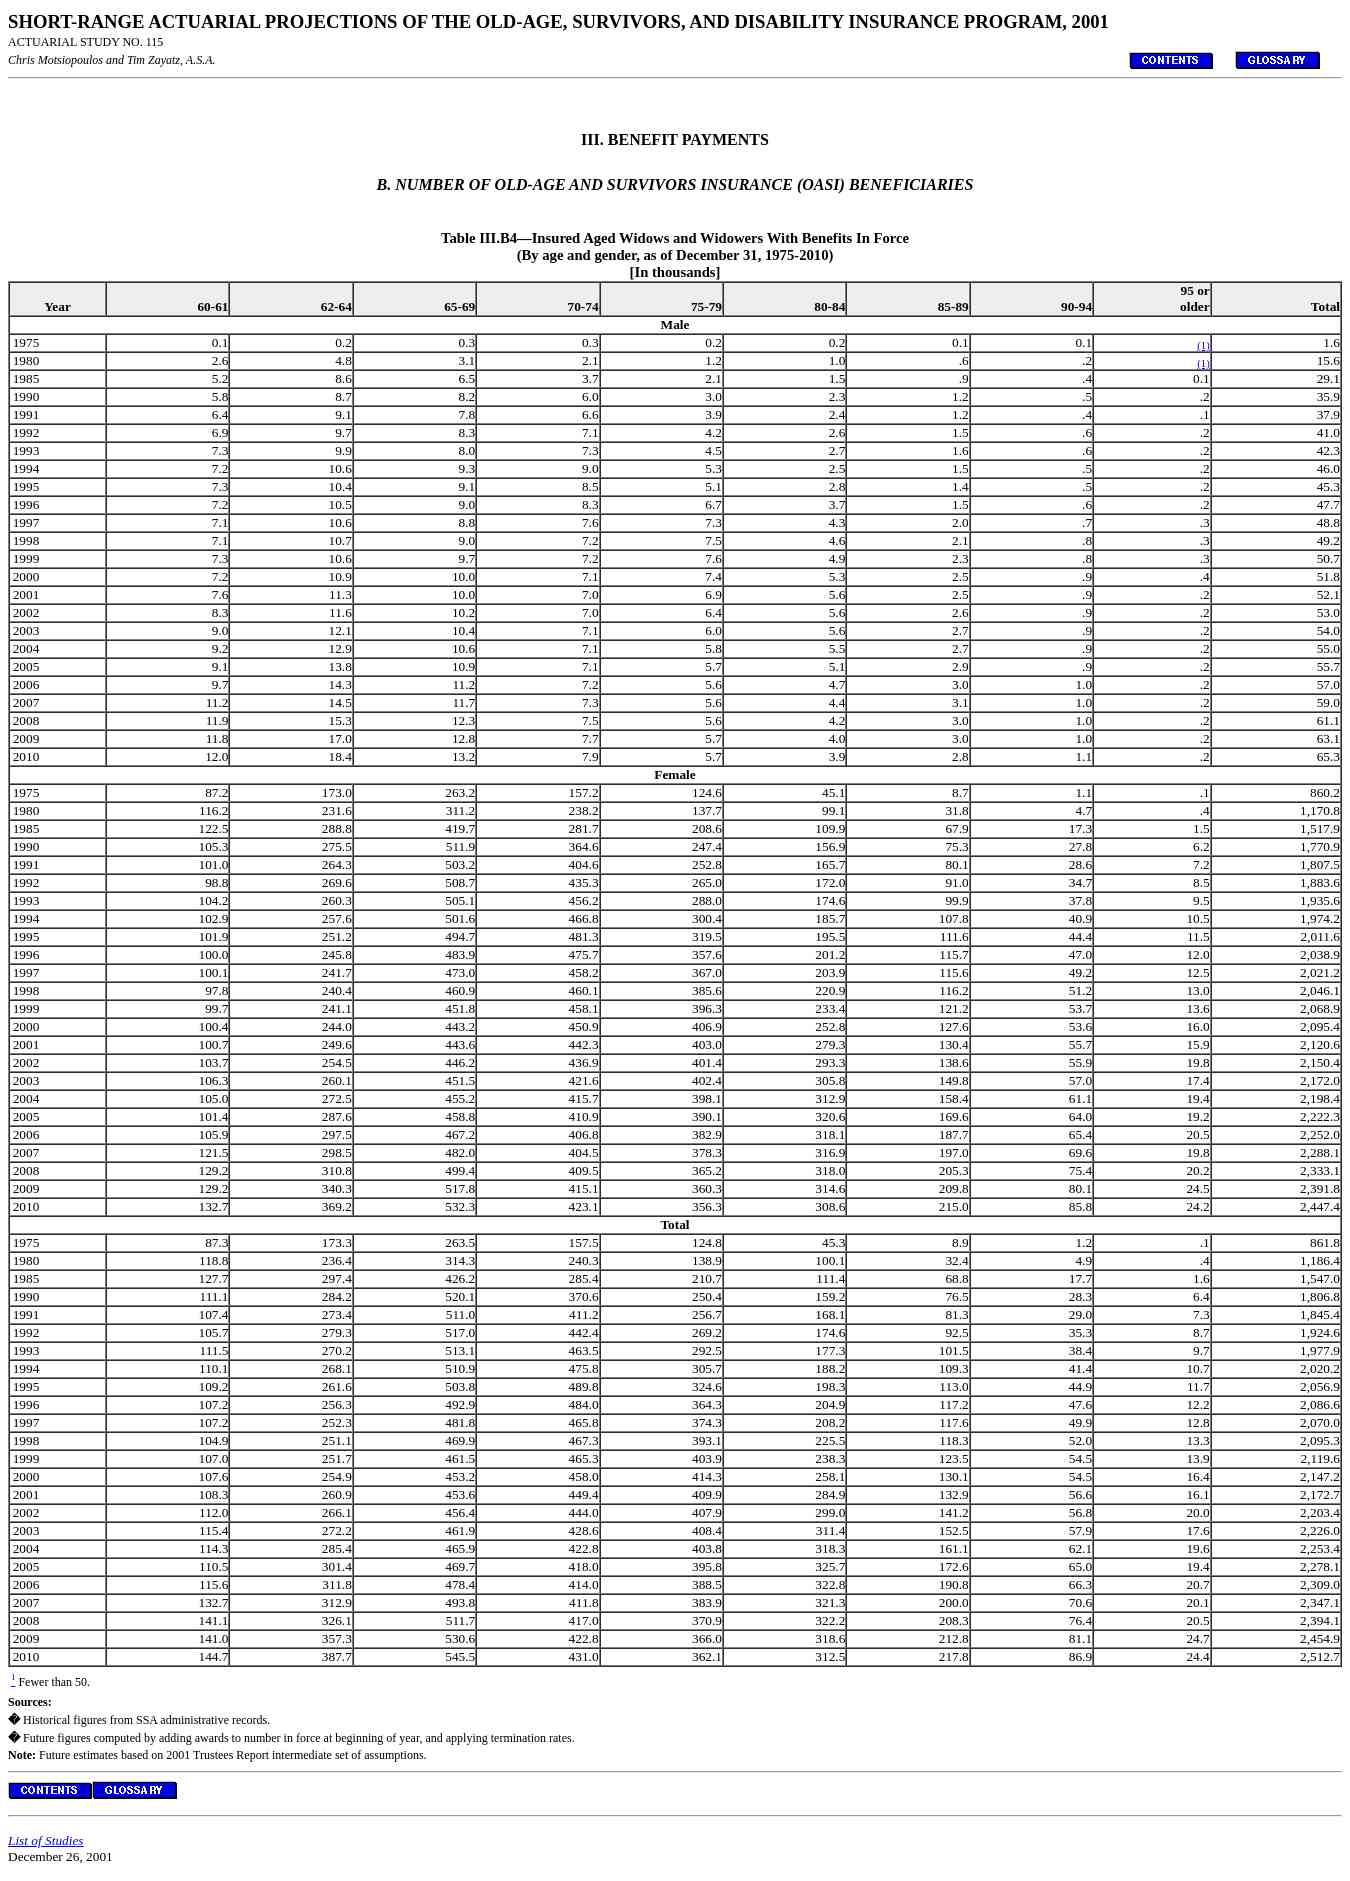 SHORT-RANGE ACTUARIAL PROJECTIONS OF THE OLD-AGE, SURVIVORS, AND DISABILITY INSURANCE PROGRAM, 2001
ACTUARIAL STUDY NO. 115
Chris Motsiopoulos and Tim Zayatz, A.S.A.
CONTENTS GLOSSARY
III. BENEFIT PAYMENTS
B. NUMBER OF OLD-AGE AND SURVIVORS INSURANCE (OASI) BENEFICIARIES
Table III.B4—Insured Aged Widows and Widowers With Benefits In Force
(By age and gender, as of December 31, 1975-2010)
[In thousands]
Year 60-61 62-64 65-69 70-74 75-79 80-84 85-89 90-94 95 or older Total
Male
1975 0.1 0.2 0.3 0.3 0.2 0.2 0.1 0.1 (1) 1.6
1980 2.6 4.8 3.1 2.1 1.2 1.0 .6 .2 (1) 15.6
1985 5.2 8.6 6.5 3.7 2.1 1.5 .9 .4 0.1 29.1
1990 5.8 8.7 8.2 6.0 3.0 2.3 1.2 .5 .2 35.9
1991 6.4 9.1 7.8 6.6 3.9 2.4 1.2 .4 .1 37.9
1992 6.9 9.7 8.3 7.1 4.2 2.6 1.5 .6 .2 41.0
1993 7.3 9.9 8.0 7.3 4.5 2.7 1.6 .6 .2 42.3
1994 7.2 10.6 9.3 9.0 5.3 2.5 1.5 .5 .2 46.0
1995 7.3 10.4 9.1 8.5 5.1 2.8 1.4 .5 .2 45.3
1996 7.2 10.5 9.0 8.3 6.7 3.7 1.5 .6 .2 47.7
1997 7.1 10.6 8.8 7.6 7.3 4.3 2.0 .7 .3 48.8
1998 7.1 10.7 9.0 7.2 7.5 4.6 2.1 .8 .3 49.2
1999 7.3 10.6 9.7 7.2 7.6 4.9 2.3 .8 .3 50.7
2000 7.2 10.9 10.0 7.1 7.4 5.3 2.5 .9 .4 51.8
2001 7.6 11.3 10.0 7.0 6.9 5.6 2.5 .9 .2 52.1
2002 8.3 11.6 10.2 7.0 6.4 5.6 2.6 .9 .2 53.0
2003 9.0 12.1 10.4 7.1 6.0 5.6 2.7 .9 .2 54.0
2004 9.2 12.9 10.6 7.1 5.8 5.5 2.7 .9 .2 55.0
2005 9.1 13.8 10.9 7.1 5.7 5.1 2.9 .9 .2 55.7
2006 9.7 14.3 11.2 7.2 5.6 4.7 3.0 1.0 .2 57.0
2007 11.2 14.5 11.7 7.3 5.6 4.4 3.1 1.0 .2 59.0
2008 11.9 15.3 12.3 7.5 5.6 4.2 3.0 1.0 .2 61.1
2009 11.8 17.0 12.8 7.7 5.7 4.0 3.0 1.0 .2 63.1
2010 12.0 18.4 13.2 7.9 5.7 3.9 2.8 1.1 .2 65.3
Female
1975 87.2 173.0 263.2 157.2 124.6 45.1 8.7 1.1 .1 860.2
1980 116.2 231.6 311.2 238.2 137.7 99.1 31.8 4.7 .4 1,170.8
1985 122.5 288.8 419.7 281.7 208.6 109.9 67.9 17.3 1.5 1,517.9
1990 105.3 275.5 511.9 364.6 247.4 156.9 75.3 27.8 6.2 1,770.9
1991 101.0 264.3 503.2 404.6 252.8 165.7 80.1 28.6 7.2 1,807.5
1992 98.8 269.6 508.7 435.3 265.0 172.0 91.0 34.7 8.5 1,883.6
1993 104.2 260.3 505.1 456.2 288.0 174.6 99.9 37.8 9.5 1,935.6
1994 102.9 257.6 501.6 466.8 300.4 185.7 107.8 40.9 10.5 1,974.2
1995 101.9 251.2 494.7 481.3 319.5 195.5 111.6 44.4 11.5 2,011.6
1996 100.0 245.8 483.9 475.7 357.6 201.2 115.7 47.0 12.0 2,038.9
1997 100.1 241.7 473.0 458.2 367.0 203.9 115.6 49.2 12.5 2,021.2
1998 97.8 240.4 460.9 460.1 385.6 220.9 116.2 51.2 13.0 2,046.1
1999 99.7 241.1 451.8 458.1 396.3 233.4 121.2 53.7 13.6 2,068.9
2000 100.4 244.0 443.2 450.9 406.9 252.8 127.6 53.6 16.0 2,095.4
2001 100.7 249.6 443.6 442.3 403.0 279.3 130.4 55.7 15.9 2,120.6
2002 103.7 254.5 446.2 436.9 401.4 293.3 138.6 55.9 19.8 2,150.4
2003 106.3 260.1 451.5 421.6 402.4 305.8 149.8 57.0 17.4 2,172.0
2004 105.0 272.5 455.2 415.7 398.1 312.9 158.4 61.1 19.4 2,198.4
2005 101.4 287.6 458.8 410.9 390.1 320.6 169.6 64.0 19.2 2,222.3
2006 105.9 297.5 467.2 406.8 382.9 318.1 187.7 65.4 20.5 2,252.0
2007 121.5 298.5 482.0 404.5 378.3 316.9 197.0 69.6 19.8 2,288.1
2008 129.2 310.8 499.4 409.5 365.2 318.0 205.3 75.4 20.2 2,333.1
2009 129.2 340.3 517.8 415.1 360.3 314.6 209.8 80.1 24.5 2,391.8
2010 132.7 369.2 532.3 423.1 356.3 308.6 215.0 85.8 24.2 2,447.4
Total
1975 87.3 173.3 263.5 157.5 124.8 45.3 8.9 1.2 .1 861.8
1980 118.8 236.4 314.3 240.3 138.9 100.1 32.4 4.9 .4 1,186.4
1985 127.7 297.4 426.2 285.4 210.7 111.4 68.8 17.7 1.6 1,547.0
1990 111.1 284.2 520.1 370.6 250.4 159.2 76.5 28.3 6.4 1,806.8
1991 107.4 273.4 511.0 411.2 256.7 168.1 81.3 29.0 7.3 1,845.4
1992 105.7 279.3 517.0 442.4 269.2 174.6 92.5 35.3 8.7 1,924.6
1993 111.5 270.2 513.1 463.5 292.5 177.3 101.5 38.4 9.7 1,977.9
1994 110.1 268.1 510.9 475.8 305.7 188.2 109.3 41.4 10.7 2,020.2
1995 109.2 261.6 503.8 489.8 324.6 198.3 113.0 44.9 11.7 2,056.9
1996 107.2 256.3 492.9 484.0 364.3 204.9 117.2 47.6 12.2 2,086.6
1997 107.2 252.3 481.8 465.8 374.3 208.2 117.6 49.9 12.8 2,070.0
1998 104.9 251.1 469.9 467.3 393.1 225.5 118.3 52.0 13.3 2,095.3
1999 107.0 251.7 461.5 465.3 403.9 238.3 123.5 54.5 13.9 2,119.6
2000 107.6 254.9 453.2 458.0 414.3 258.1 130.1 54.5 16.4 2,147.2
2001 108.3 260.9 453.6 449.4 409.9 284.9 132.9 56.6 16.1 2,172.7
2002 112.0 266.1 456.4 444.0 407.9 299.0 141.2 56.8 20.0 2,203.4
2003 115.4 272.2 461.9 428.6 408.4 311.4 152.5 57.9 17.6 2,226.0
2004 114.3 285.4 465.9 422.8 403.8 318.3 161.1 62.1 19.6 2,253.4
2005 110.5 301.4 469.7 418.0 395.8 325.7 172.6 65.0 19.4 2,278.1
2006 115.6 311.8 478.4 414.0 388.5 322.8 190.8 66.3 20.7 2,309.0
2007 132.7 312.9 493.8 411.8 383.9 321.3 200.0 70.6 20.1 2,347.1
2008 141.1 326.1 511.7 417.0 370.9 322.2 208.3 76.4 20.5 2,394.1
2009 141.0 357.3 530.6 422.8 366.0 318.6 212.8 81.1 24.7 2,454.9
2010 144.7 387.7 545.5 431.0 362.1 312.5 217.8 86.9 24.4 2,512.7
1 Fewer than 50.
Sources:
� Historical figures from SSA administrative records.
� Future figures computed by adding awards to number in force at beginning of year, and applying termination rates.
Note: Future estimates based on 2001 Trustees Report intermediate set of assumptions.
CONTENTS GLOSSARY
List of Studies
December 26, 2001